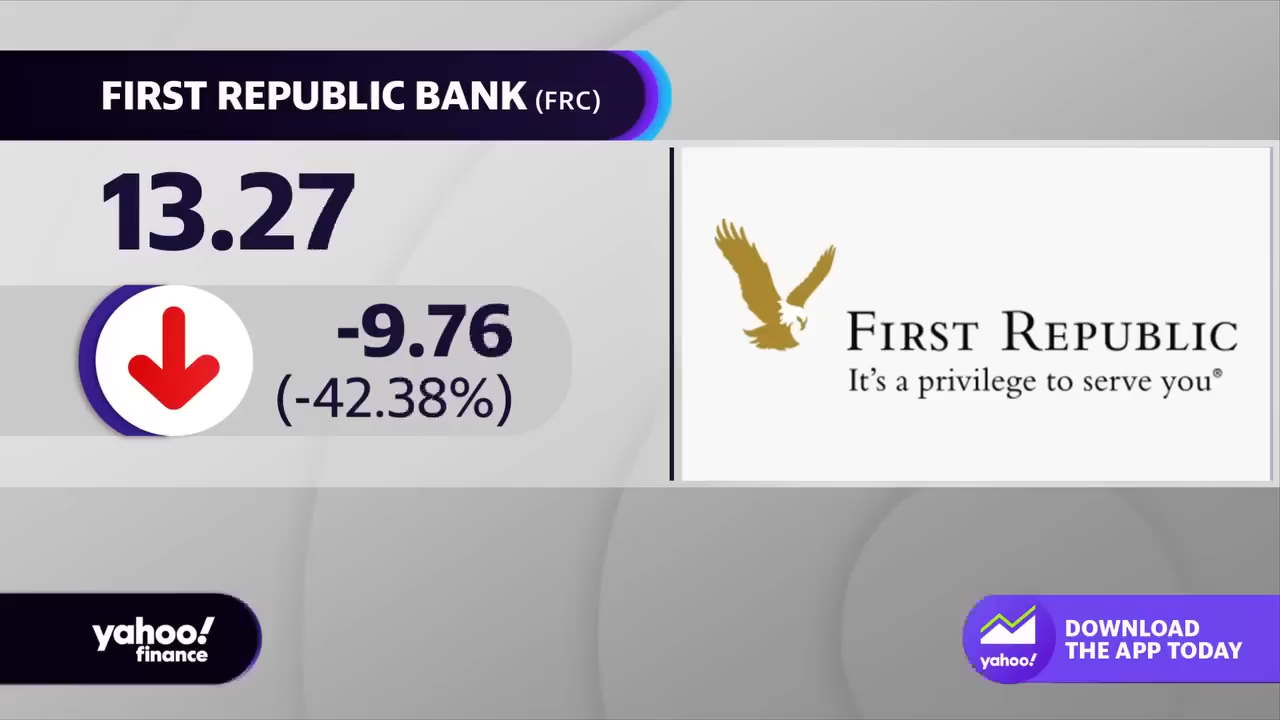 FIRST REPUBLIC BANK (FRC)
13.27
-9.76
(-42.38%)
FIRST REPUBLIC
It's a privilege to serve you®
yahoo!
finance
yahoo!
DOWNLOAD
THE APP TODAY